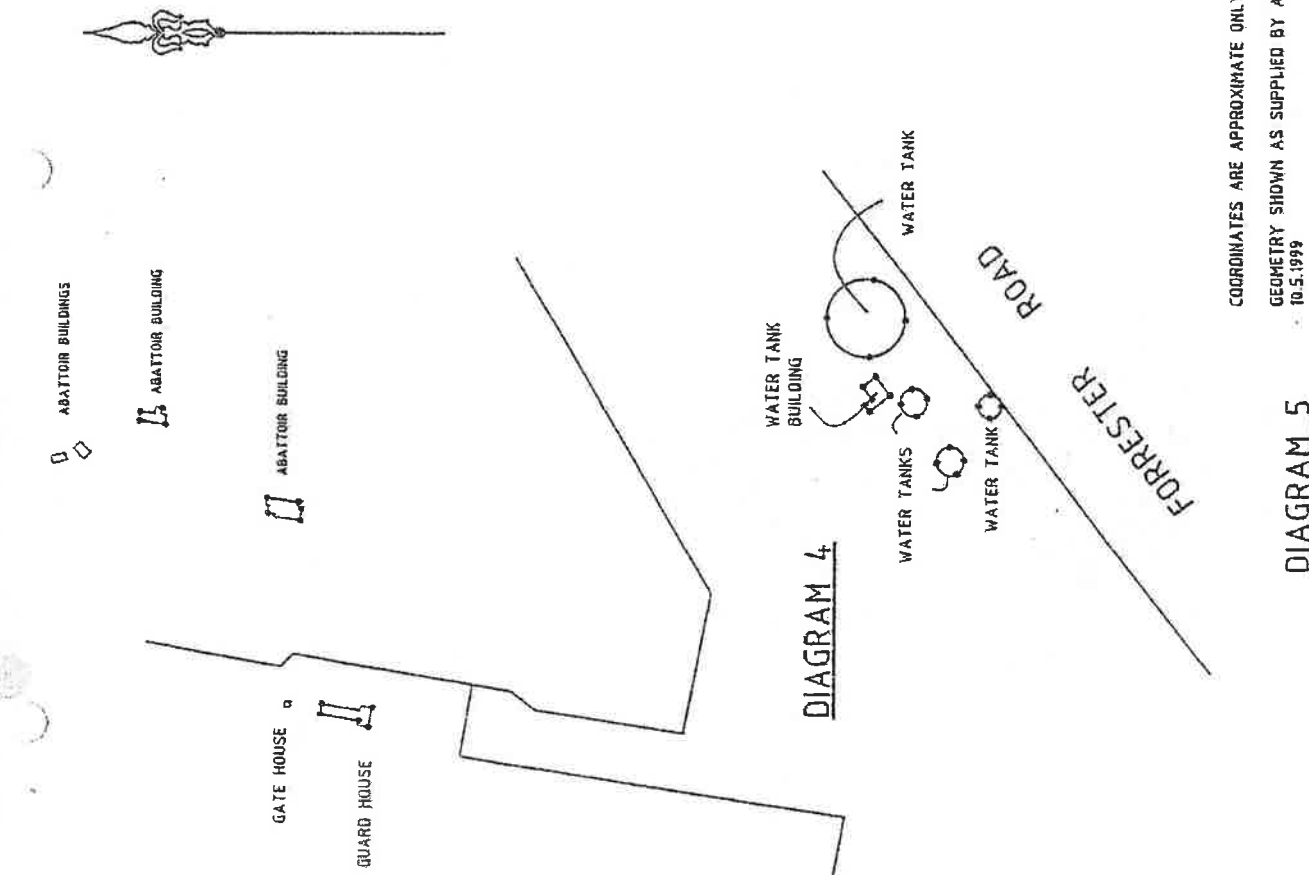 ABATTOIR BUILDINGS
ABATTOIR BUILDING
ABATTOIR BUILDING
GATE HOUSE
GUARD HOUSE
DIAGRAM 4
WATER TANK
BUILDING
WATER TANK
WATER TANKS
WATER TANK
FORRESTER ROAD
COORDINATES ARE APPROXIMATE ONLY
GEOMETRY SHOWN AS SUPPLIED BY A
10.5.1999
DIAGRAM 5